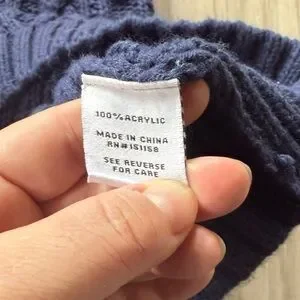 100% ACRYLIC
MADE IN CHINA
RN#151158
SEE REVERSE
FOR CARE